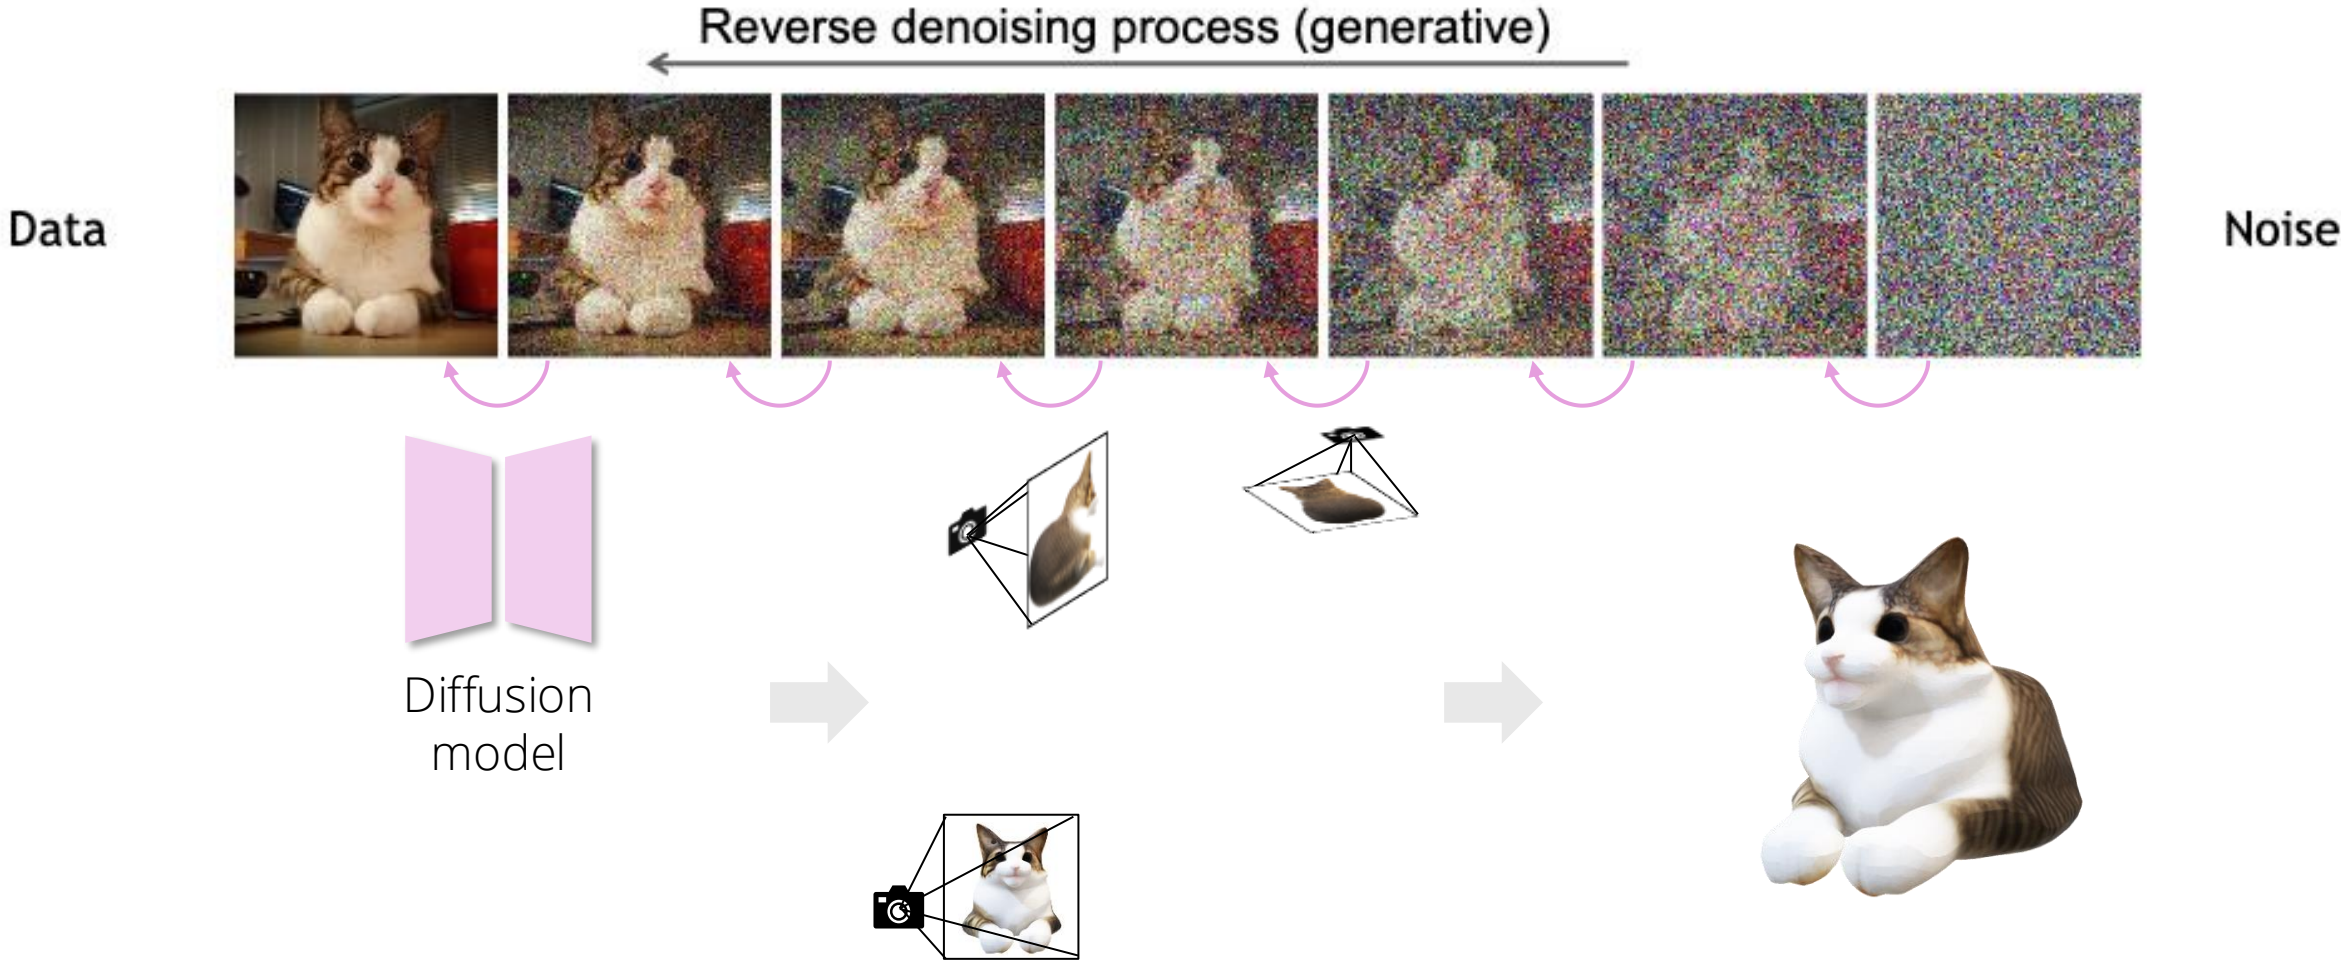 Reverse denoising process (generative)
Data
Noise
Diffusion
model